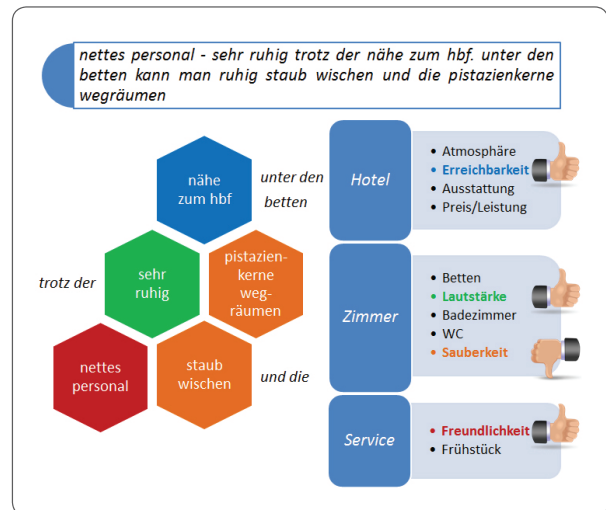 nettes personal - sehr ruhig trotz der nähe zum hbf. unter den
betten kann man ruhig staub wischen und die pistazienkerne
wegräumen
nähe
zum hbf
unter den
betten
trotz der
sehr
ruhig
pistazien-
kerne
weg-
räumen
nettes
personal
staub
wischen
und die
Hotel
• Atmosphäre
• Erreichbarkeit
• Ausstattung
• Preis/Leistung
Zimmer
• Betten
• Lautstärke
• Badezimmer
• WC
• Sauberkeit
Service
• Freundlichkeit
• Frühstück